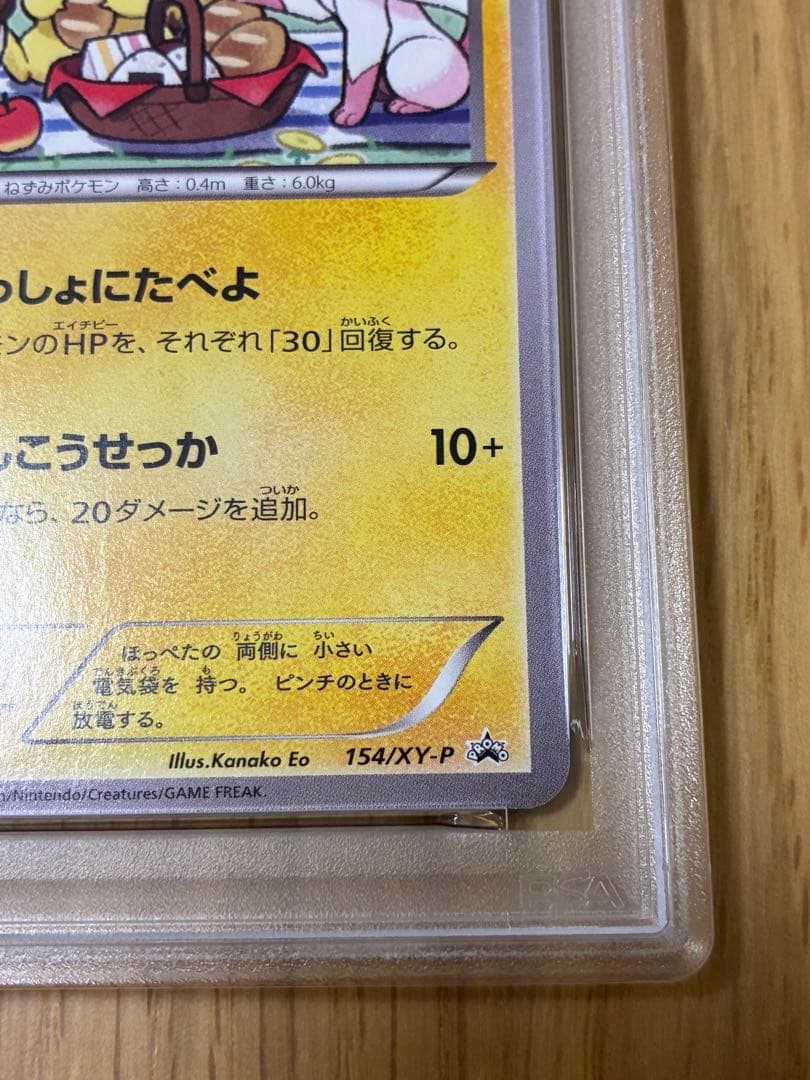 ねずみポケモン 高さ：0.4m 重さ：6.0kg
っしょにたべよ
エイチピー かいふく
モンのHPを、それぞれ「30」回復する。
んこうせっか 10+
ついか
なら、20ダメージを追加。
りょうがわ ちい
ほっぺたの 両側に 小さい
でんきぶくろ も
電気袋を 持つ。 ピンチのときに
ほうでん
放電する。
Illus.Kanako Eo 154/XY-P PROMO
/Nintendo/Creatures/GAME FREAK.
PSA